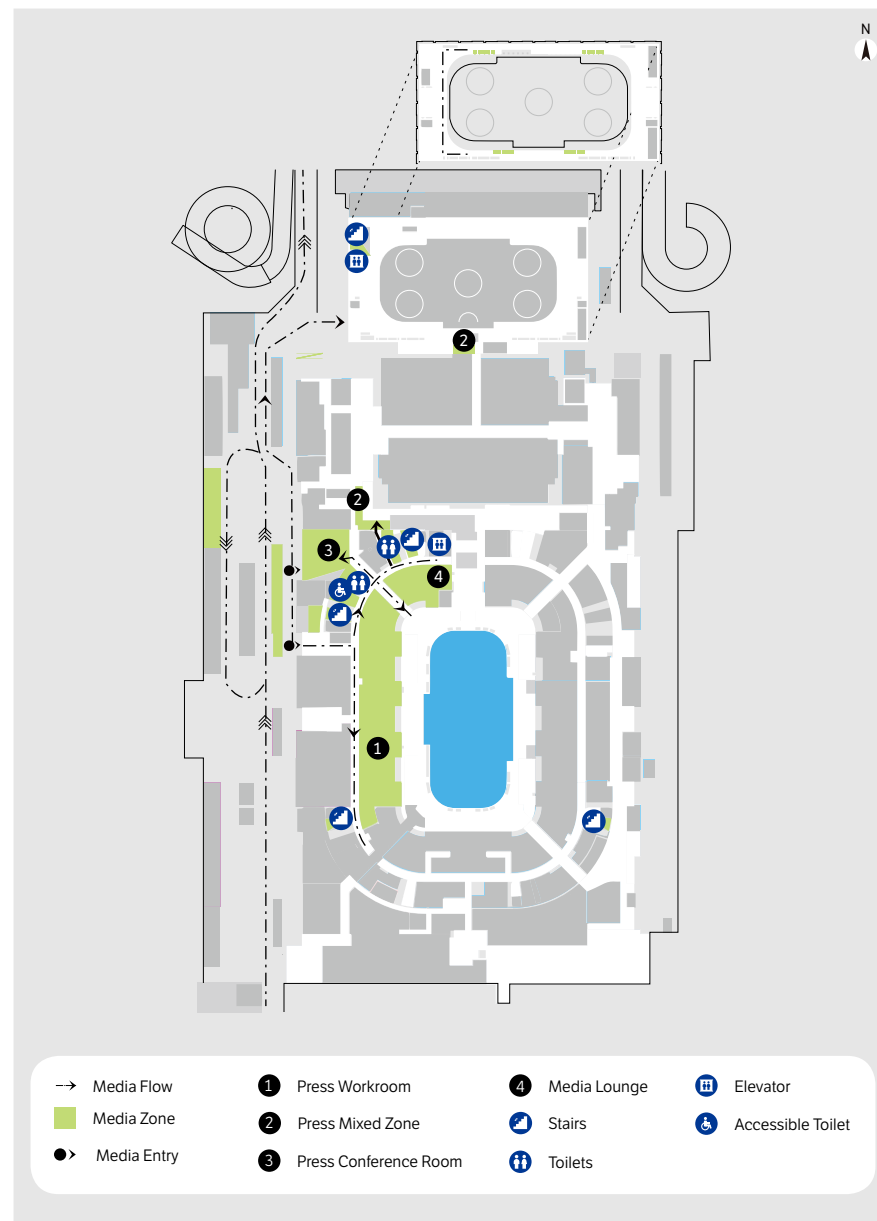 N
2
2
3
4
1
Media Flow
Media Zone
Media Entry
1 Press Workroom
2 Press Mixed Zone
3 Press Conference Room
4 Media Lounge
Stairs
Toilets
Elevator
Accessible Toilet